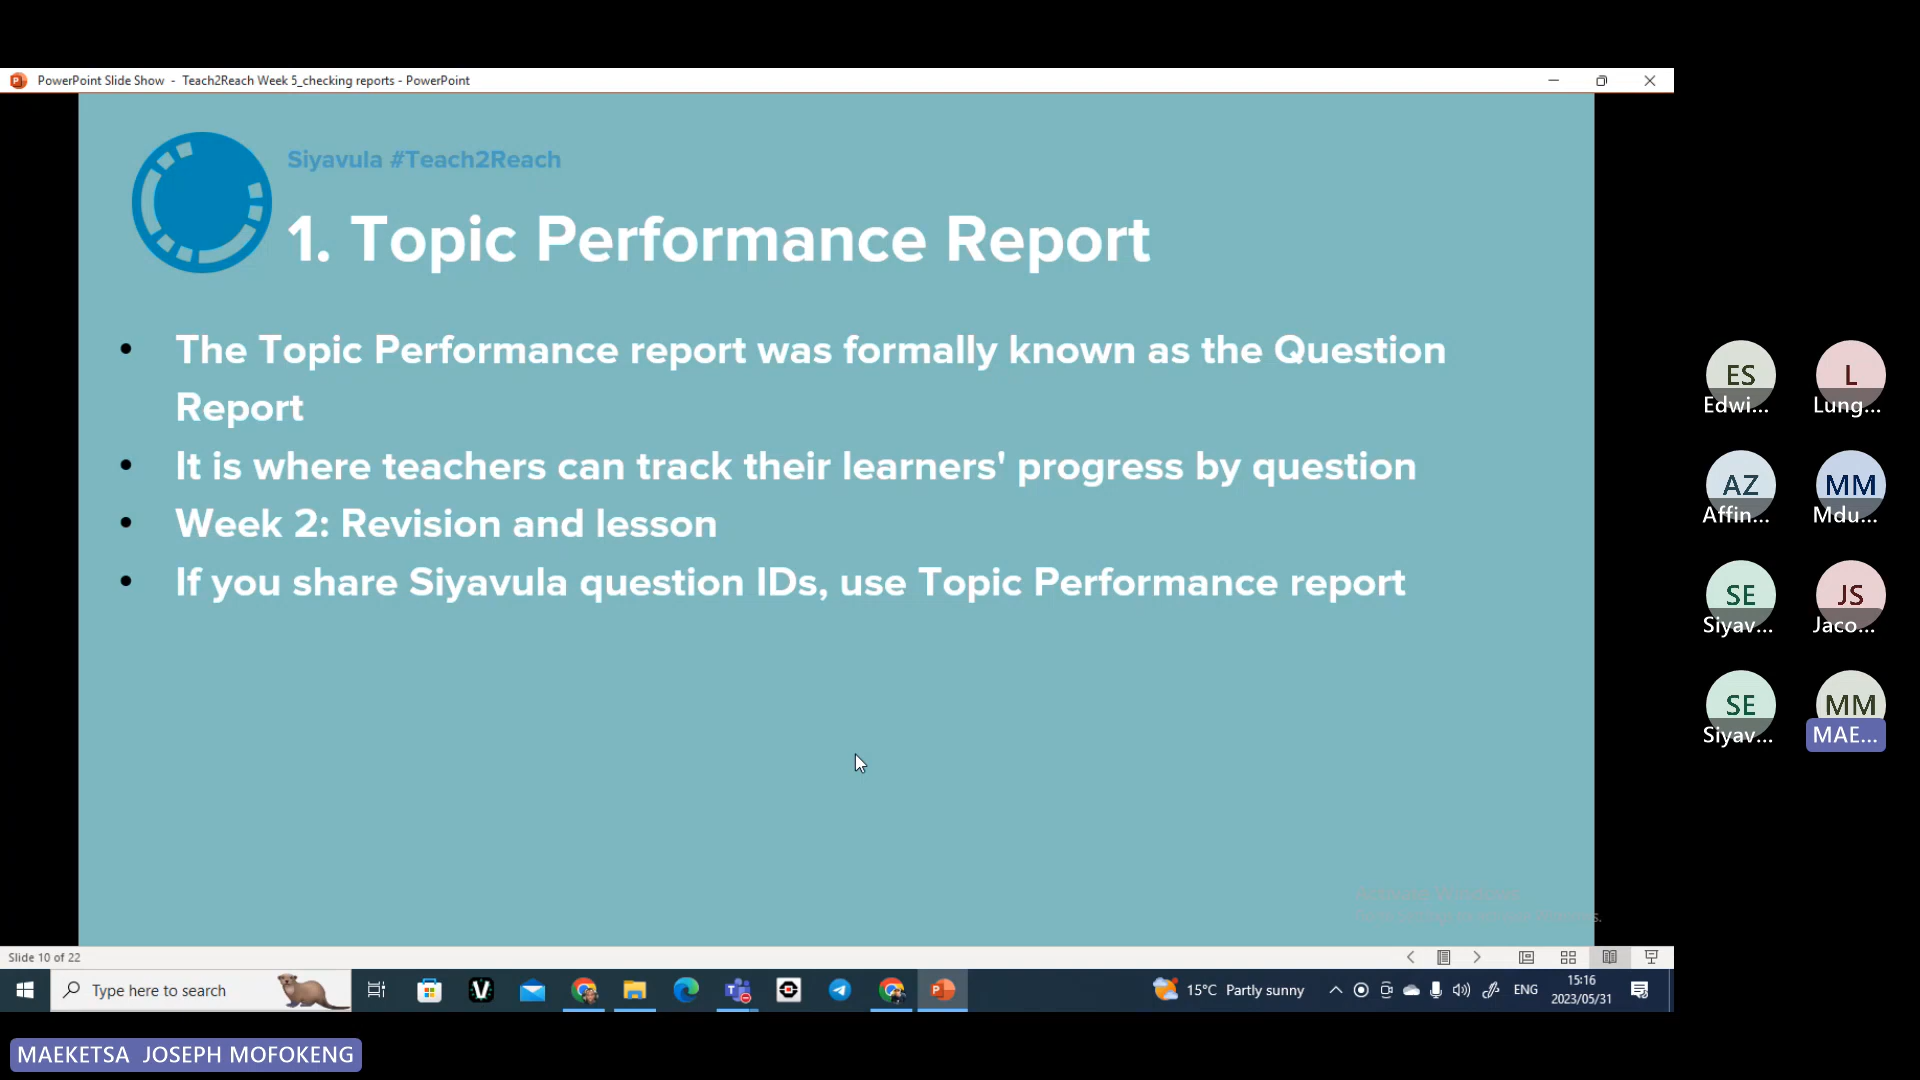 PowerPoint Slide Show - Teach2Reach Week 5_checking reports - PowerPoint
Siyavula #Teach2Reach
1. Topic Performance Report
• The Topic Performance report was formally known as the Question
Report
• It is where teachers can track their learners' progress by question
• Week 2: Revision and lesson
• If you share Siyavula question IDs, use Topic Performance report
ES
Edwi...
L
Lung...
AZ
Affin...
MM
Mdu...
SE
Siyav...
JS
Jaco...
SE
Siyav...
MM
MAE...
Slide 10 of 22
Type here to search
15°C Partly sunny
ENG
15:16
2023/05/31
MAEKETSA JOSEPH MOFOKENG